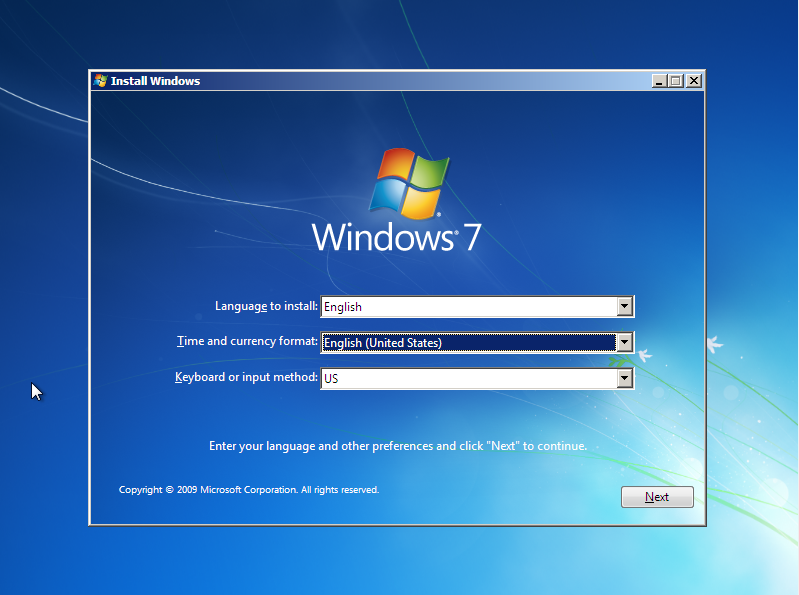 Install Windows
Windows® 7
Language to install: English
Time and currency format: English (United States)
Keyboard or input method: US
Enter your language and other preferences and click "Next" to continue.
Copyright © 2009 Microsoft Corporation. All rights reserved.
Next